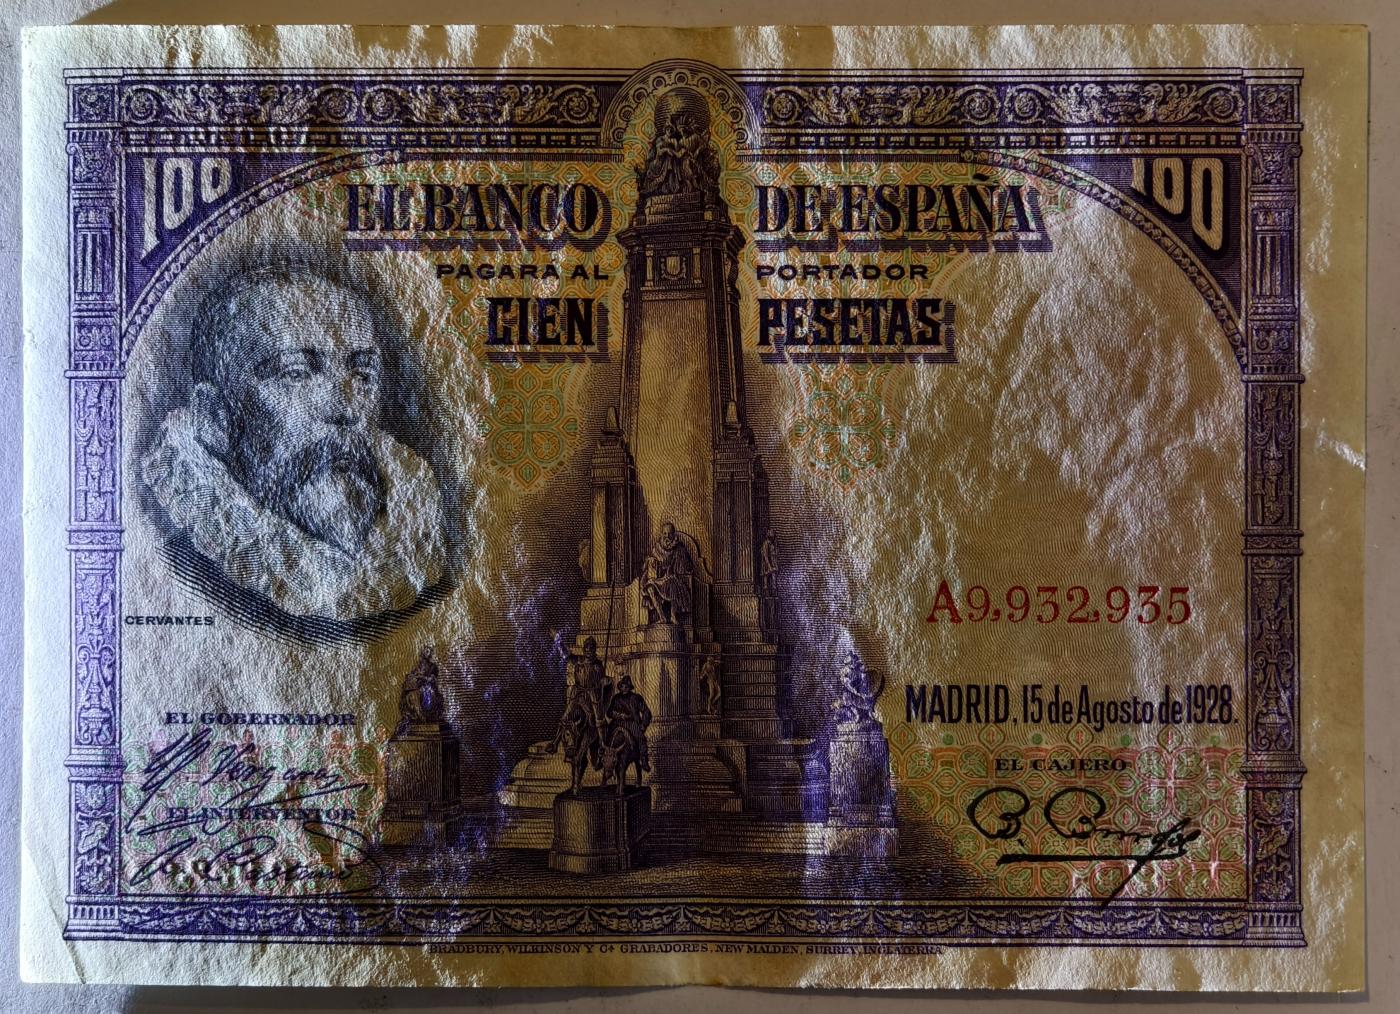 100 100
EL BANCO DE ESPAÑA
PAGARÁ AL PORTADOR
CIEN PESETAS
CERVANTES
A9,932,935
MADRID, 15 de Agosto de 1928.
EL GOBERNADOR
EL INTERVENTOR
EL CAJERO
BRADBURY, WILKINSON Y Cª GRABADORES, NEW MALDEN, SURREY, INGLATERRA